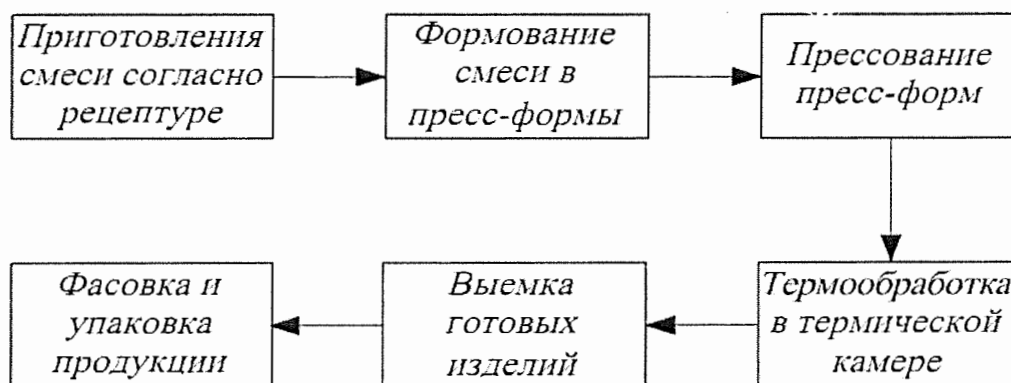 Приготовления
смеси согласно
рецептуре
Формование
смеси в
пресс-формы
Прессование
пресс-форм
Термообработка
в термической
камере
Выемка
готовых
изделий
Фасовка и
упаковка
продукции